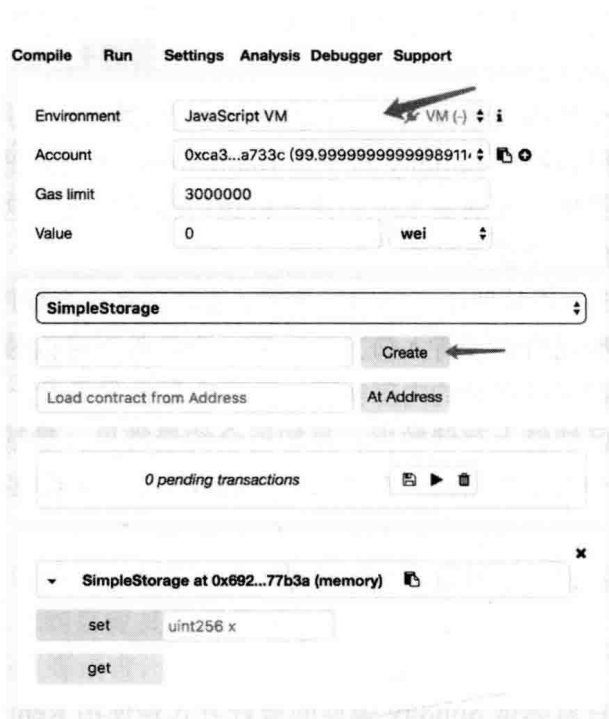 Compile Run Settings Analysis Debugger Support
Environment JavaScript VM VM (-) i
Account 0xca3...a733c (99.99999999999989114
Gas limit 3000000
Value 0 wei
SimpleStorage
Create
Load contract from Address At Address
0 pending transactions
SimpleStorage at 0x692...77b3a (memory)
set uint256 x
get